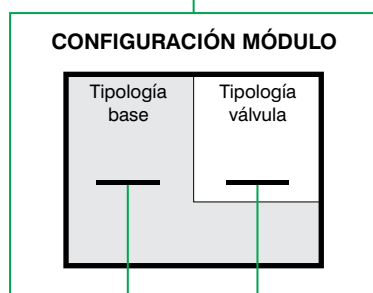 CONFIGURACIÓN MÓDULO
Tipología
base
Tipología
válvula